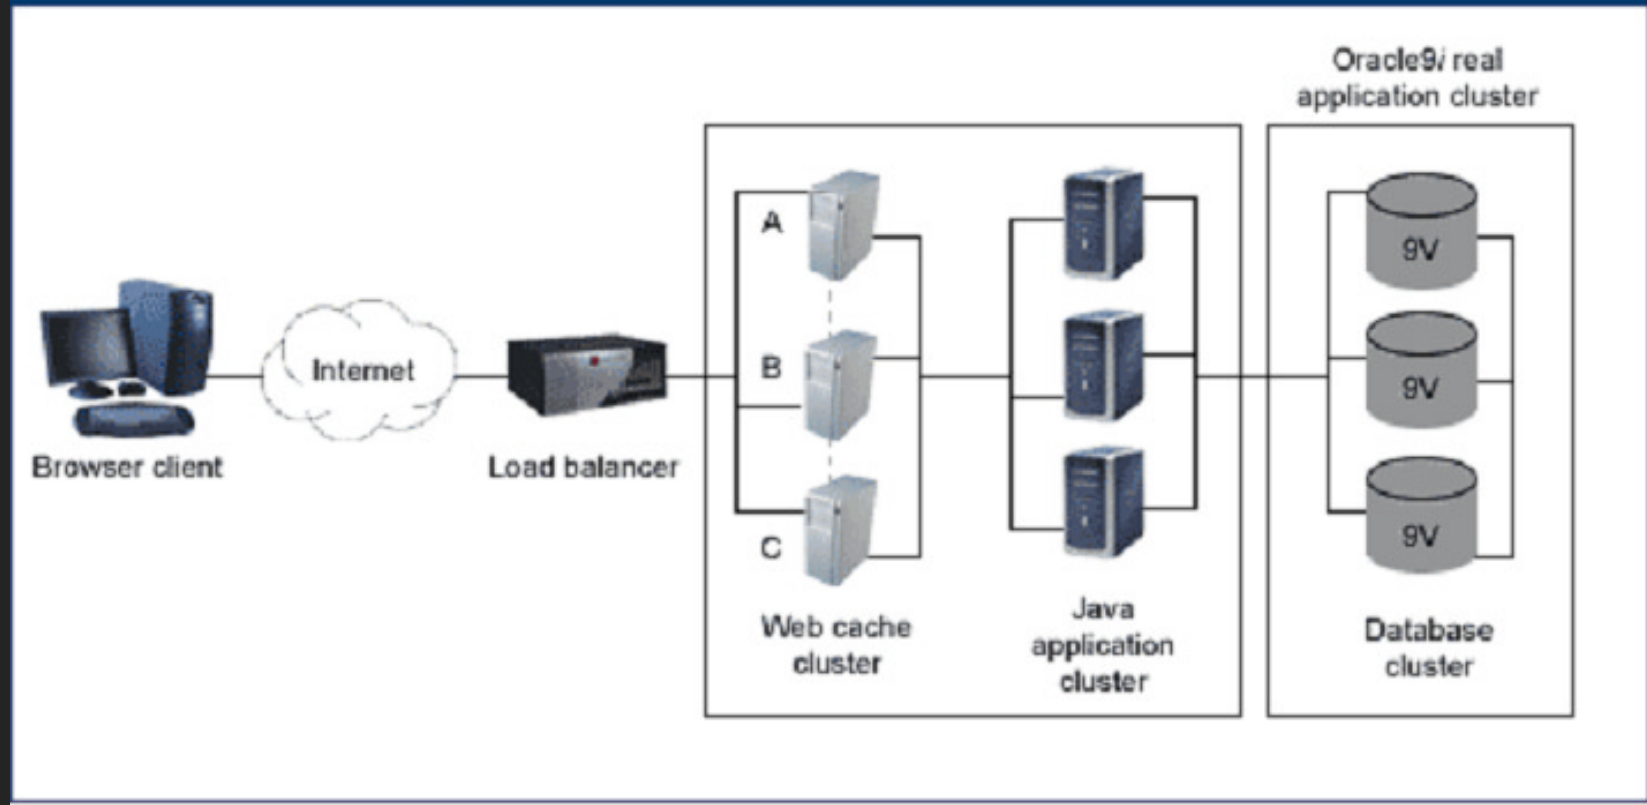 Oracle9i real
application cluster
A
9V
B
9V
Internet
Browser client
Load balancer
C
9V
Web cache
cluster
Java
application
cluster
Database
cluster